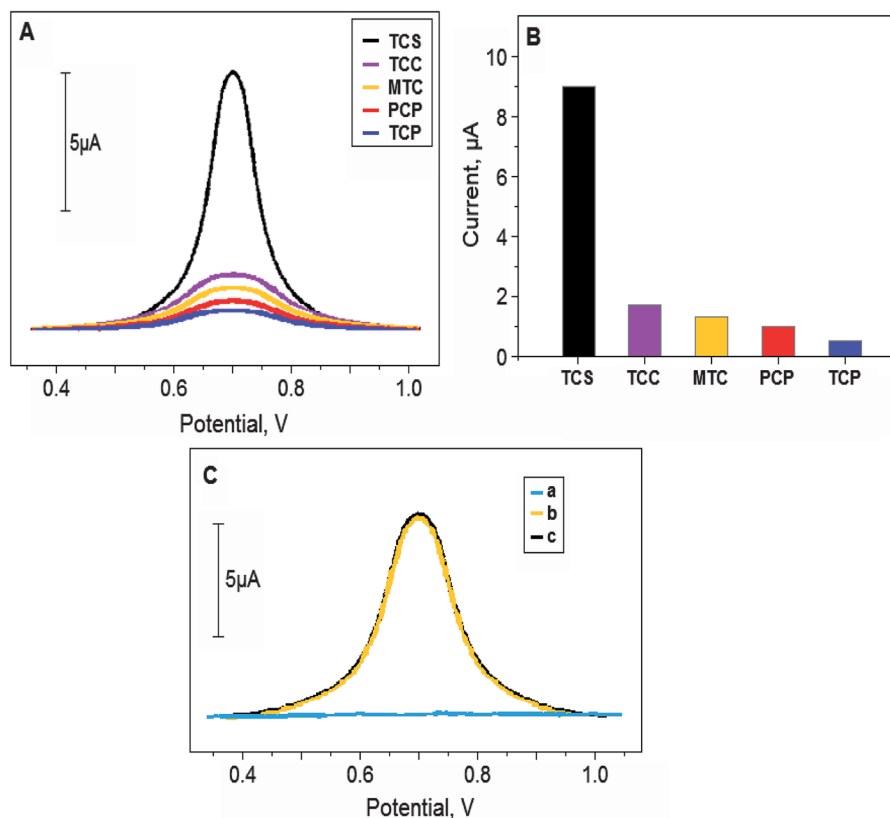 A
TCS
TCC
MTC
PCP
TCP
5µA
0.4 0.6 0.8 1.0
Potential, V
B
Current, µA
10
8
6
4
2
0
TCS TCC MTC PCP TCP
C
a
b
c
5µA
0.4 0.6 0.8 1.0
Potential, V